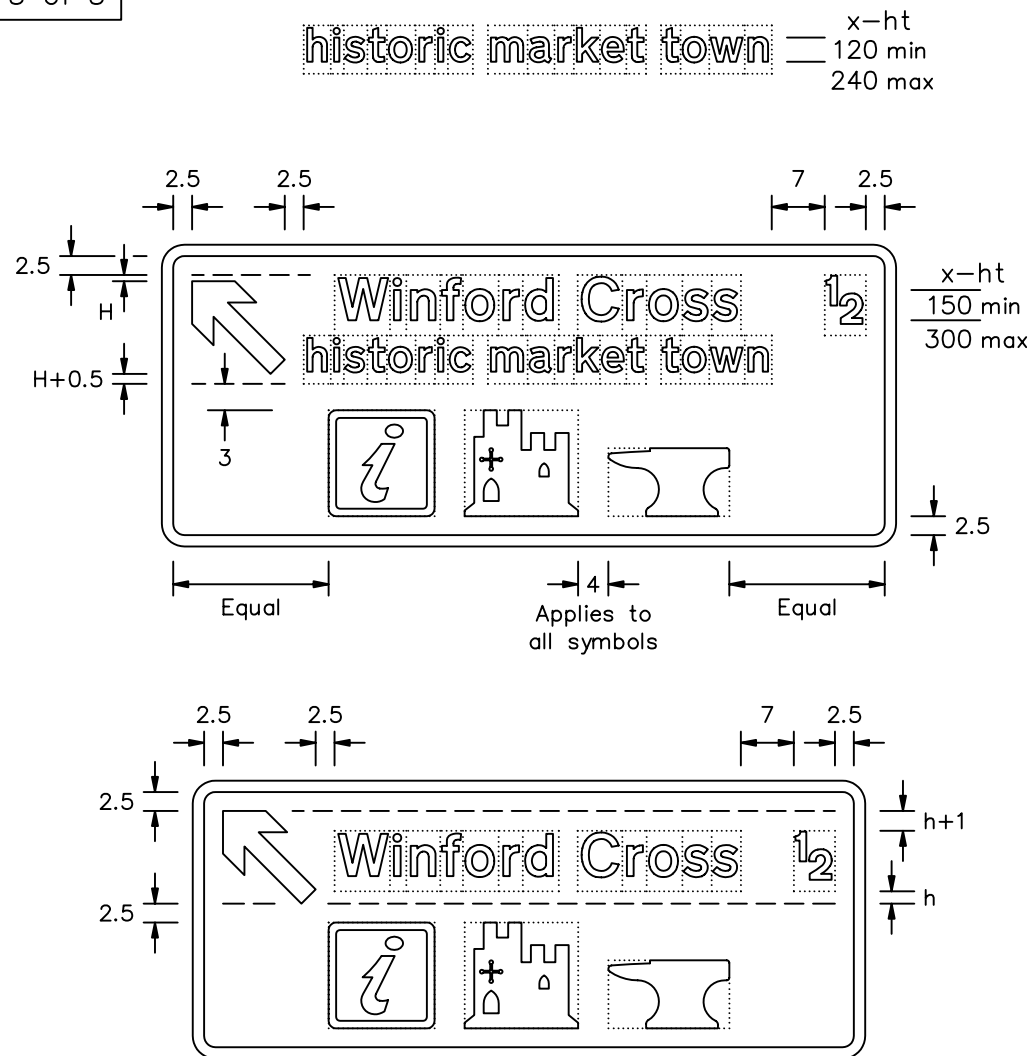 historic market town
x-ht
120 min
240 max
2.5 2.5 7 2.5
2.5
H
H+0.5
3
Winford Cross 1/2
historic market town
i
x-ht
150 min
300 max
2.5
Equal
4
Applies to
all symbols
Equal
2.5 2.5 7 2.5
2.5
2.5
Winford Cross 1/2
i
h+1
h